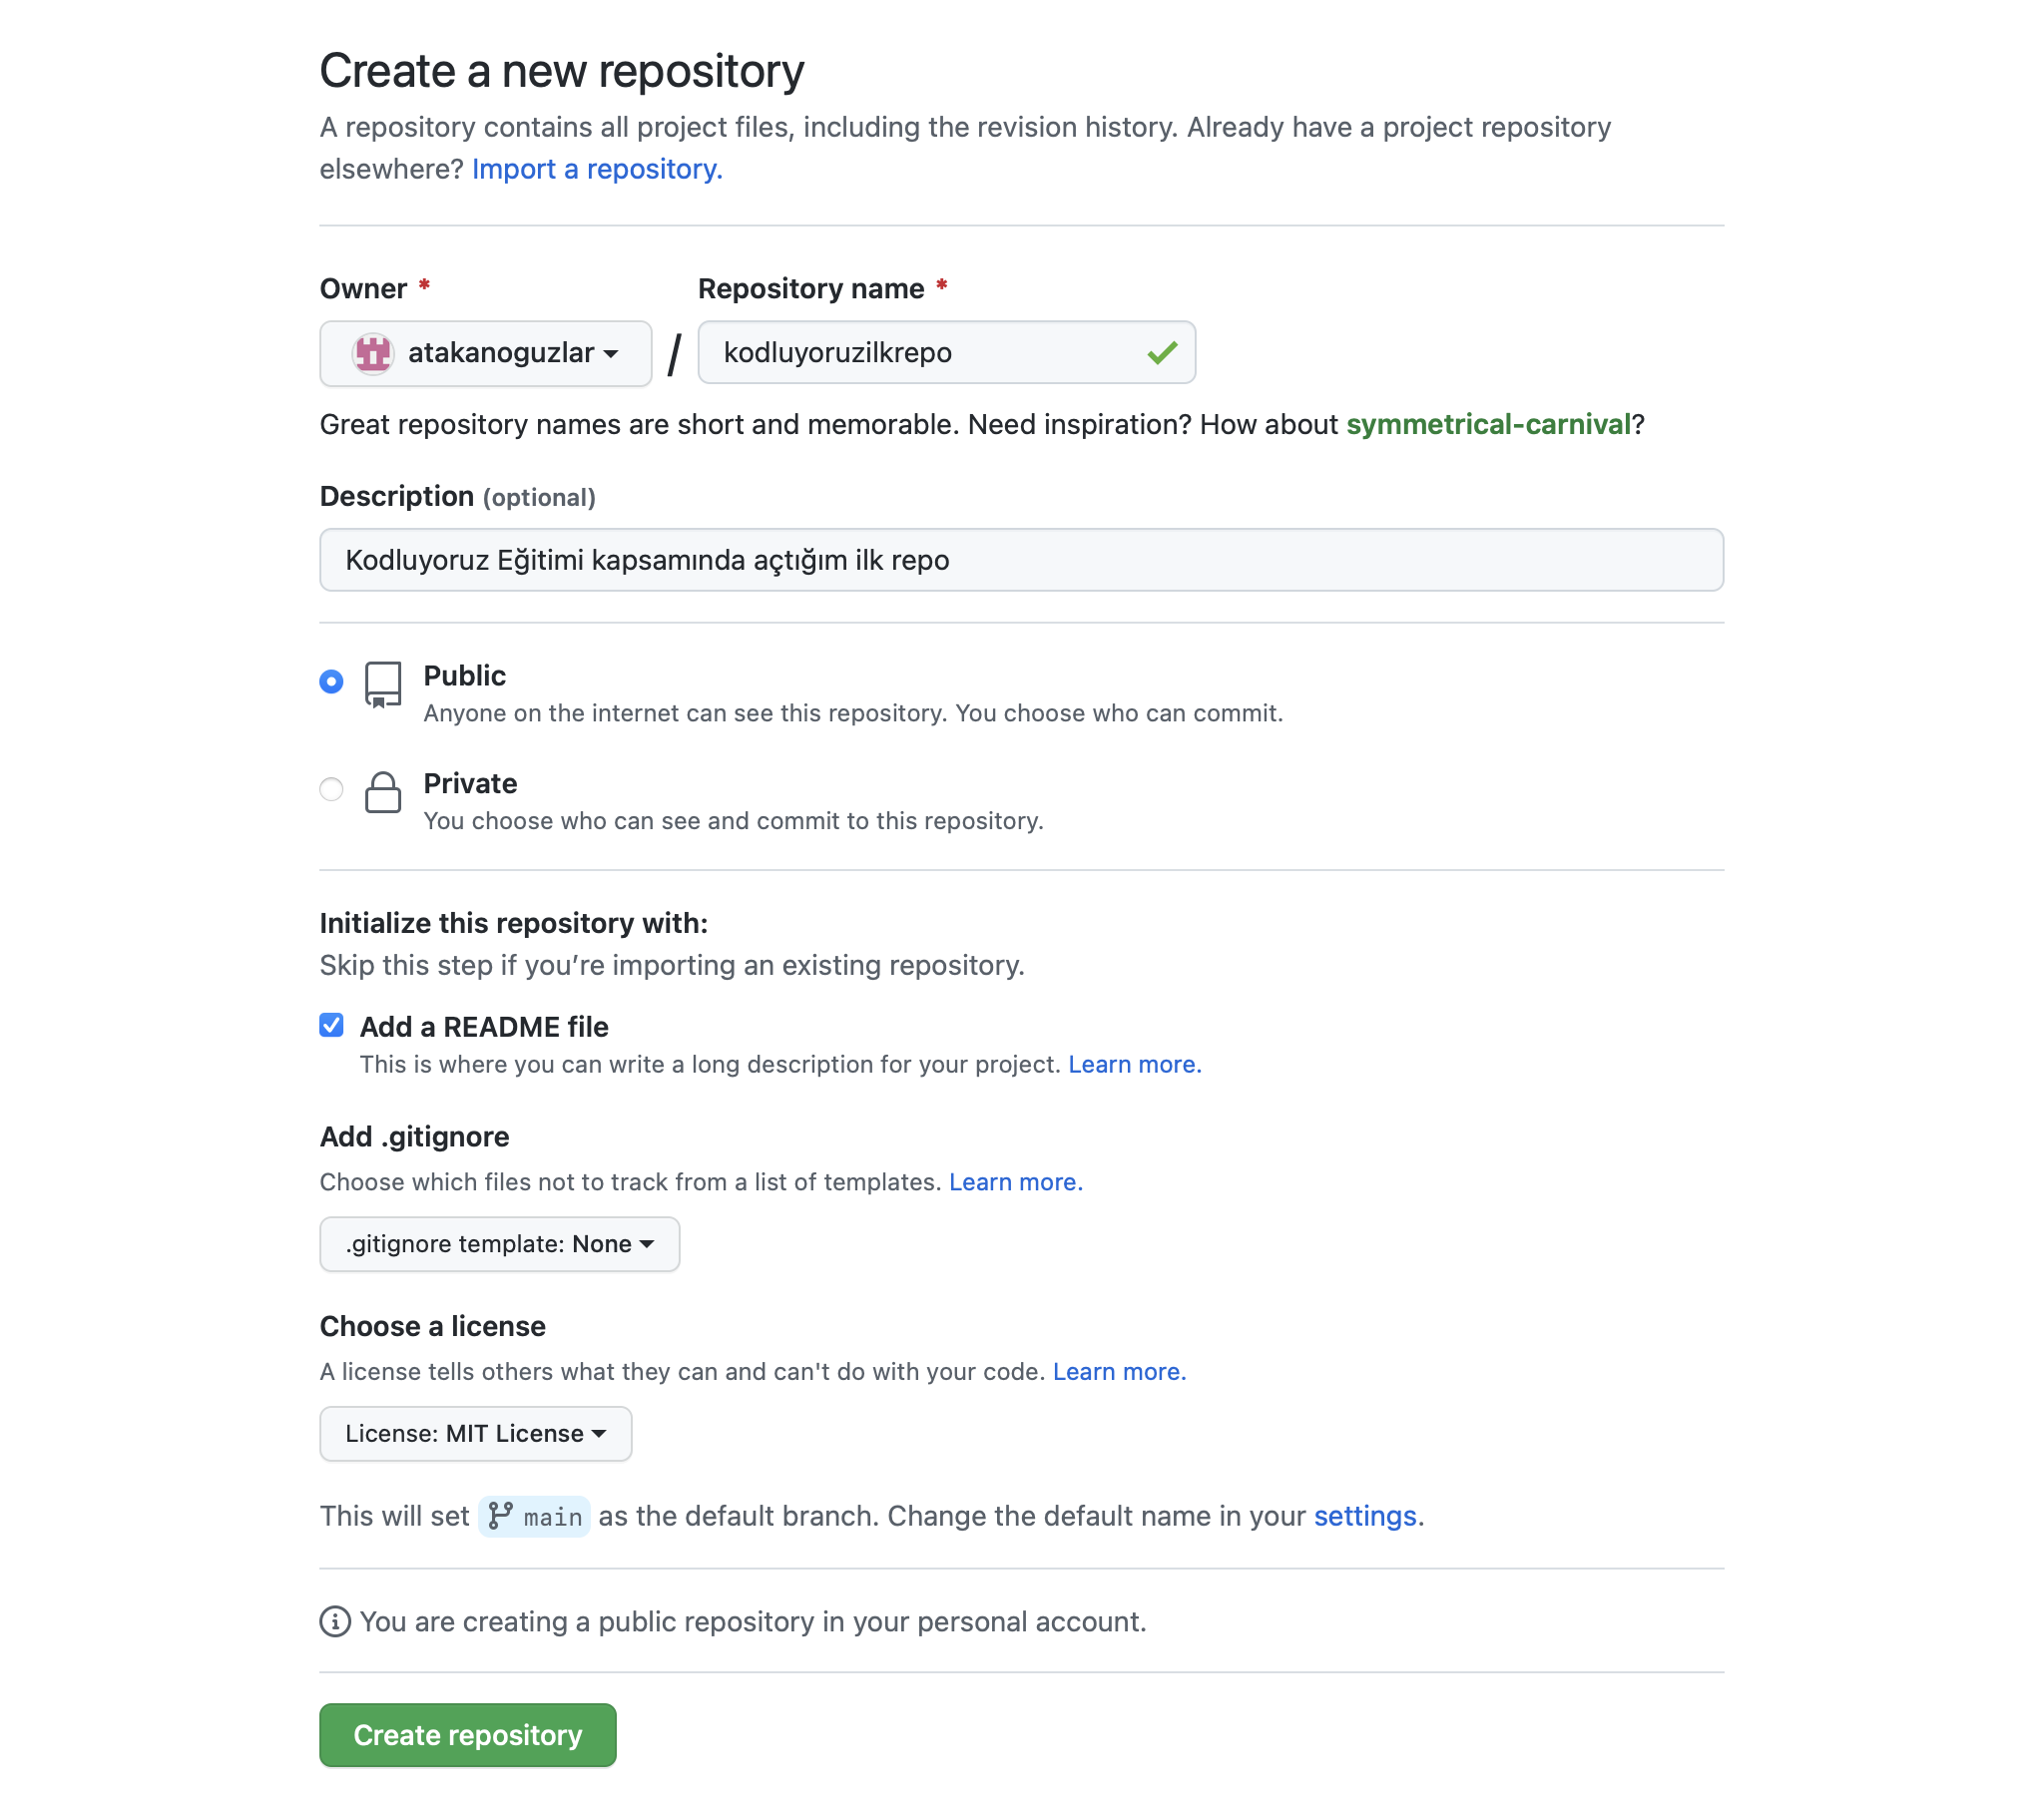 Create a new repository
A repository contains all project files, including the revision history. Already have a project repository
elsewhere? Import a repository.
Owner * Repository name *
atakanoguzlar / kodluyoruzilkrepo
Great repository names are short and memorable. Need inspiration? How about symmetrical-carnival?
Description (optional)
Kodluyoruz Eğitimi kapsamında açtığım ilk repo
Public
Anyone on the internet can see this repository. You choose who can commit.
Private
You choose who can see and commit to this repository.
Initialize this repository with:
Skip this step if you’re importing an existing repository.
Add a README file
This is where you can write a long description for your project. Learn more.
Add .gitignore
Choose which files not to track from a list of templates. Learn more.
.gitignore template: None
Choose a license
A license tells others what they can and can't do with your code. Learn more.
License: MIT License
This will set main as the default branch. Change the default name in your settings.
You are creating a public repository in your personal account.
Create repository